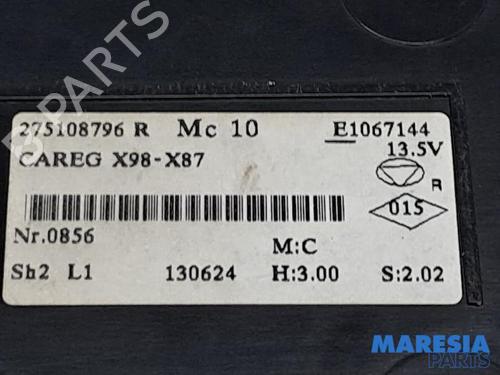 275108796 R Mc 10 E1067144
CAREG X98-X87 13.5V
R
015
Nr.0856
M:C
Sh2 L1 130624 H:3.00 S:2.02
B PARTS
MARESIA
PARTS